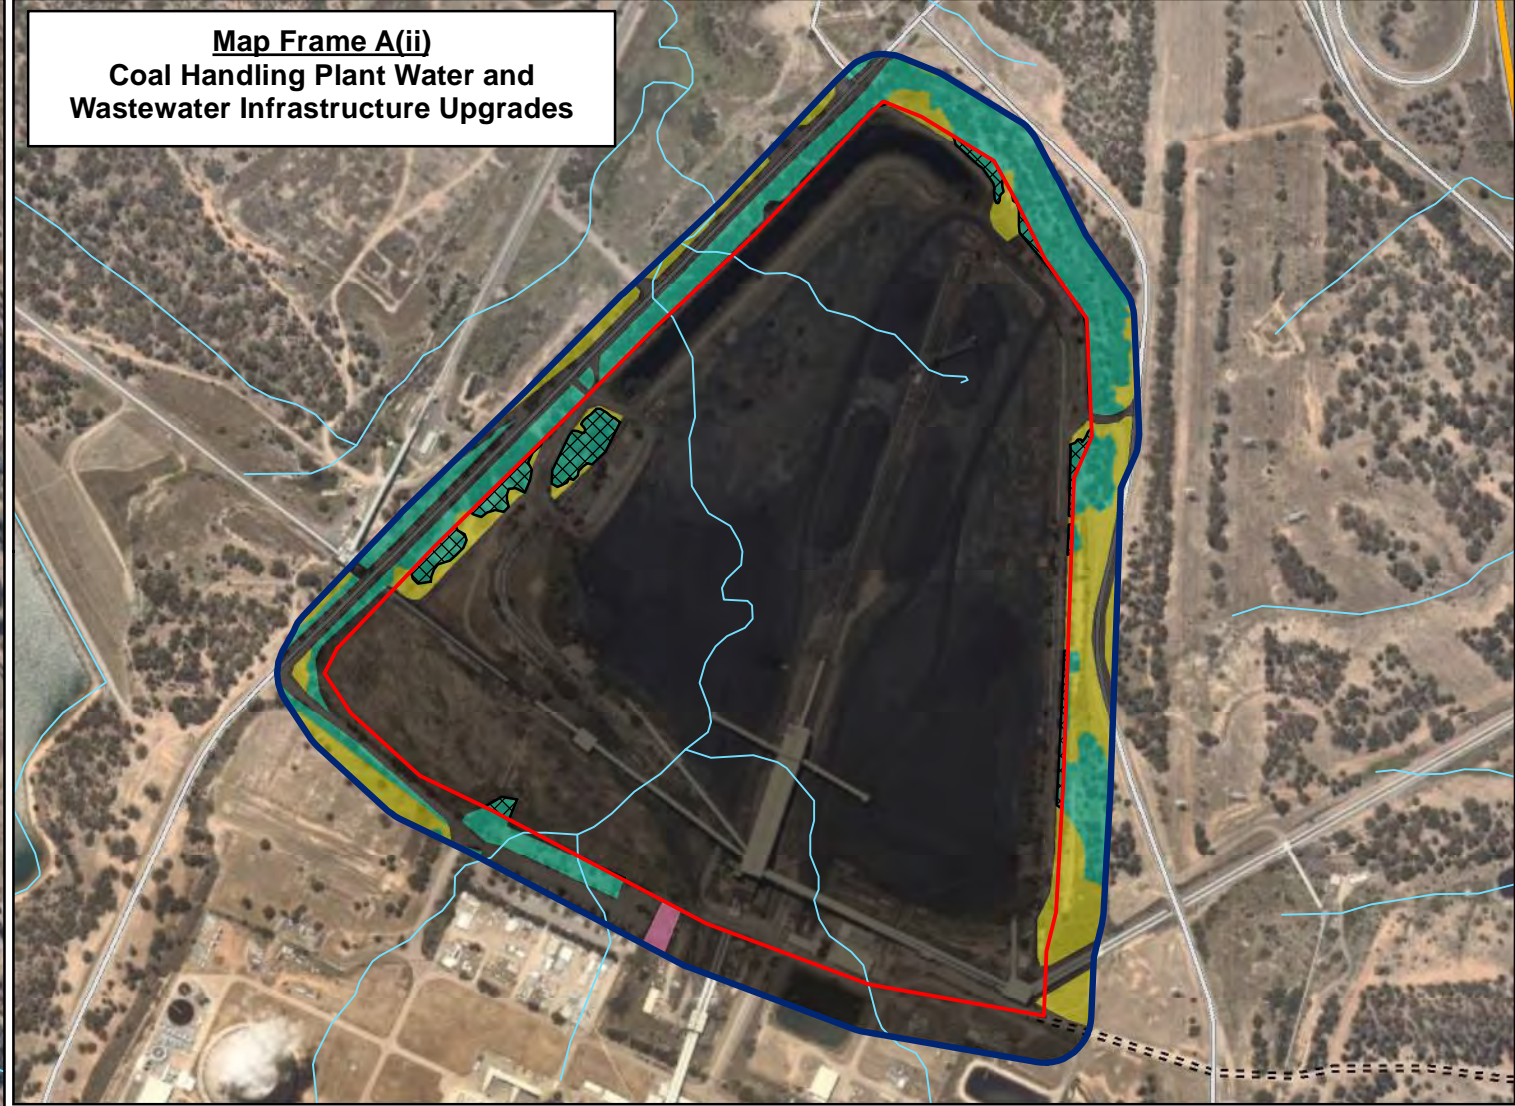 Map Frame A(ii)
Coal Handling Plant Water and
Wastewater Infrastructure Upgrades